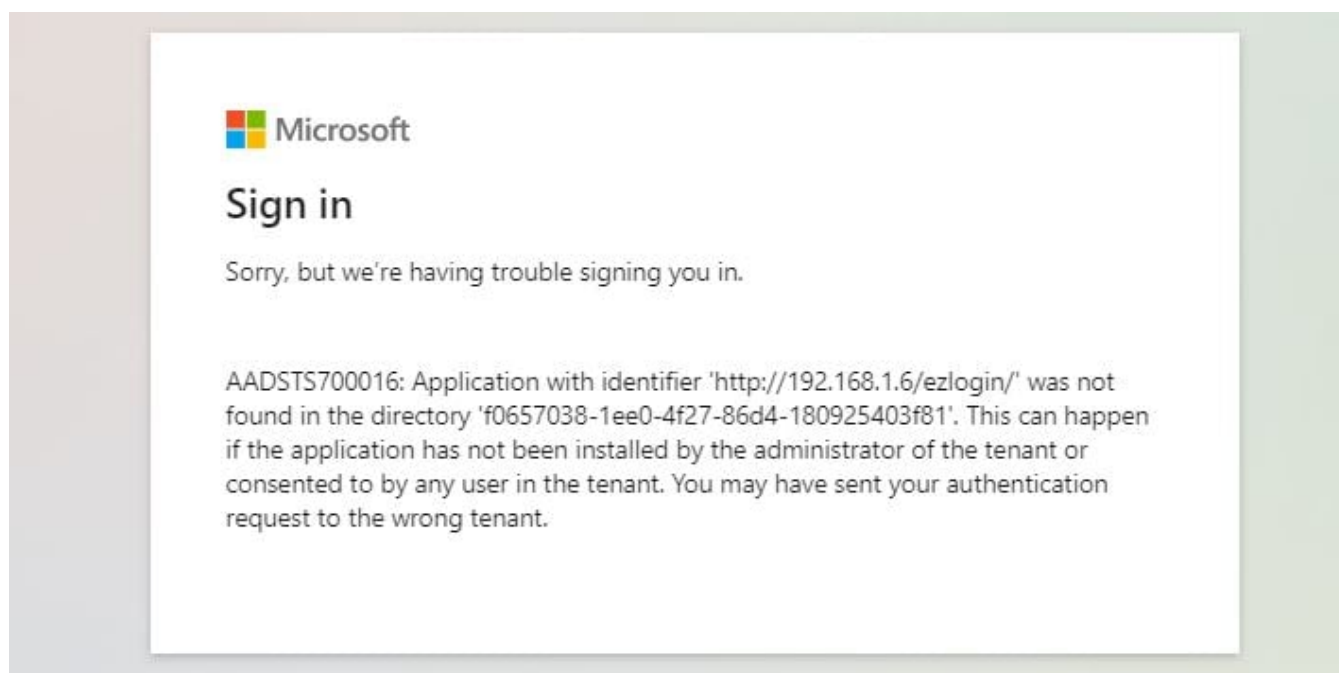 Microsoft
Sign in
Sorry, but we're having trouble signing you in.
AADSTS700016: Application with identifier 'http://192.168.1.6/ezlogin/' was not
found in the directory 'f0657038-1ee0-4f27-86d4-180925403f81'. This can happen
if the application has not been installed by the administrator of the tenant or
consented to by any user in the tenant. You may have sent your authentication
request to the wrong tenant.